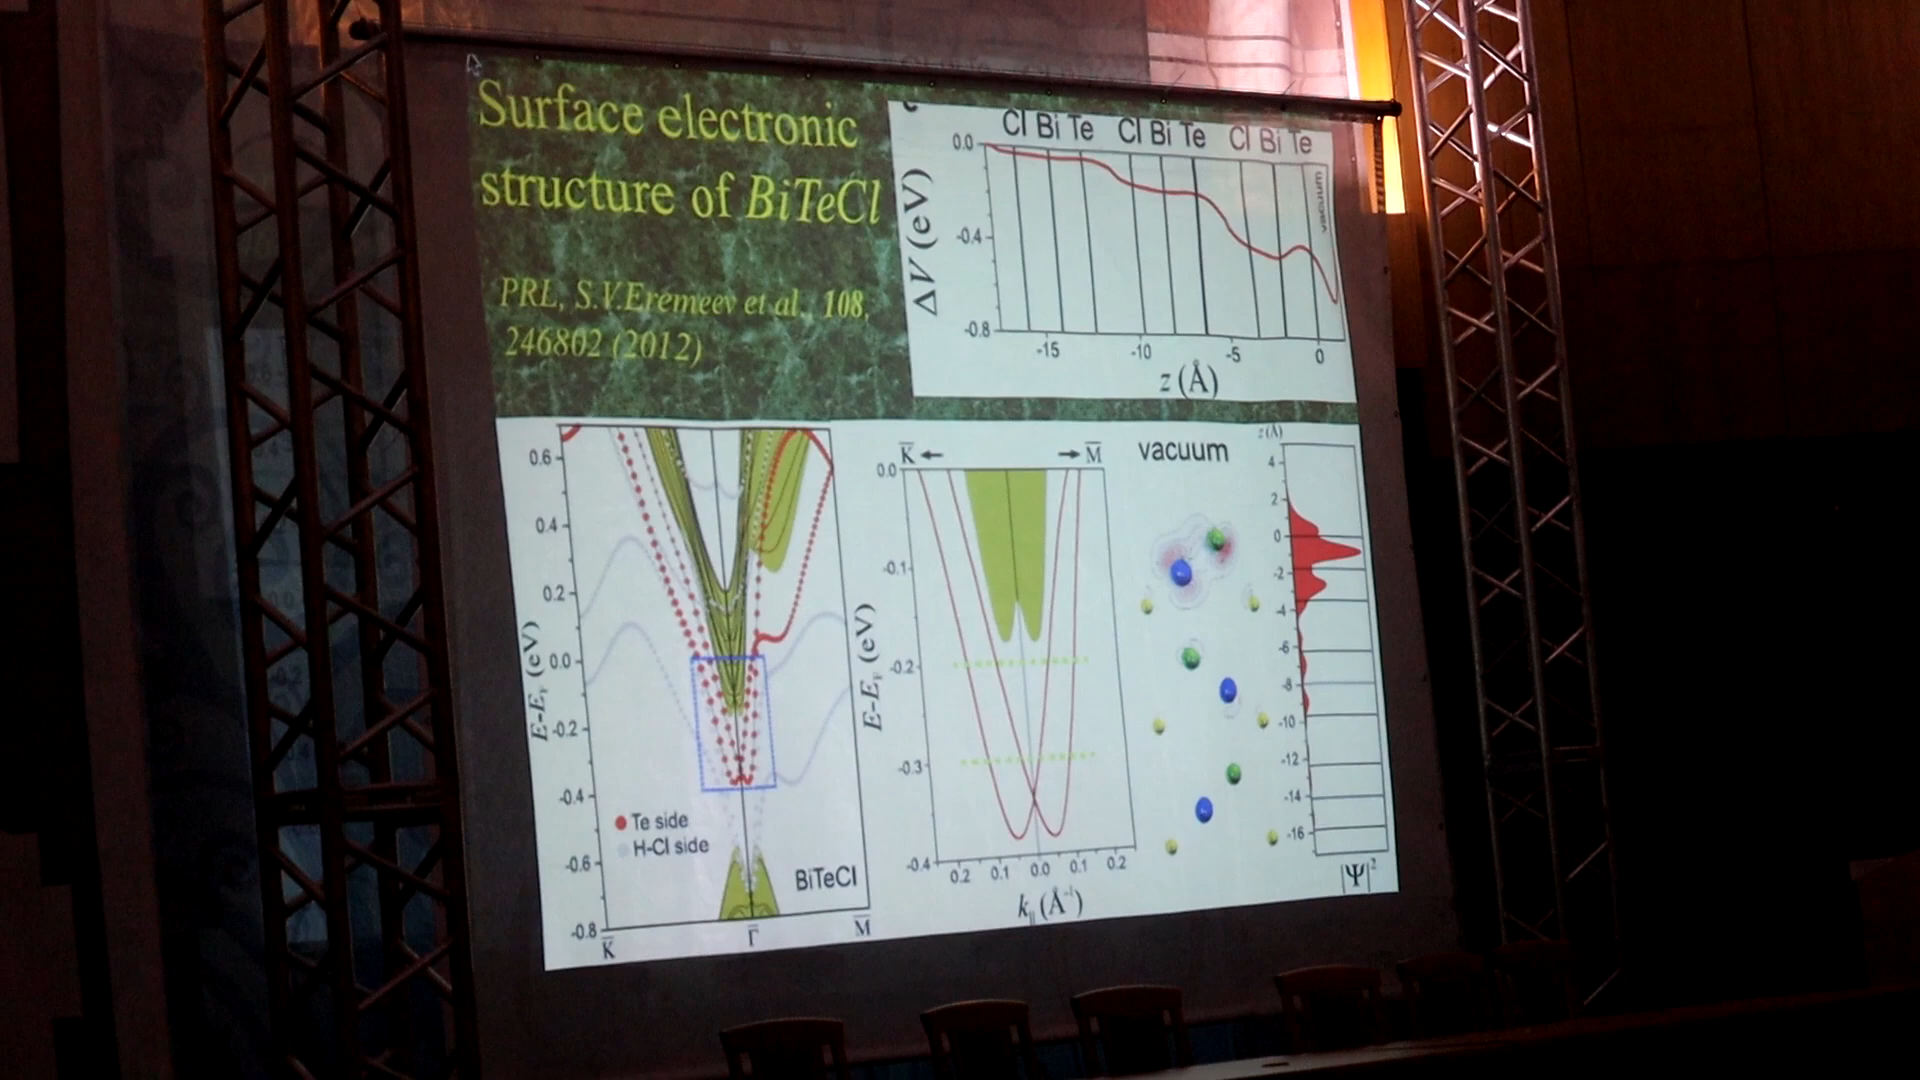 Surface electronic
structure of BiTeCl
PRL, S.V.Eremeev et al., 108,
246802 (2012)
Cl Bi Te Cl Bi Te Cl Bi Te
0.0
-0.4
-0.8
ΔV (eV)
vacuum
-15 -10 -5 0
z (Å)
0.6
0.4
0.2
0.0
-0.2
-0.4
-0.6
-0.8
E-E_F (eV)
Te side
H-Cl side
BiTeCl
K̅ Γ̅ M̅
K̅ ← → M̅
0.0
-0.1
-0.2
-0.3
-0.4
E-E_F (eV)
0.2 0.1 0.0 0.1 0.2
k_|| (Å⁻¹)
vacuum
z (Å)
4
2
0
-2
-4
-6
-8
-10
-12
-14
-16
|Ψ|²